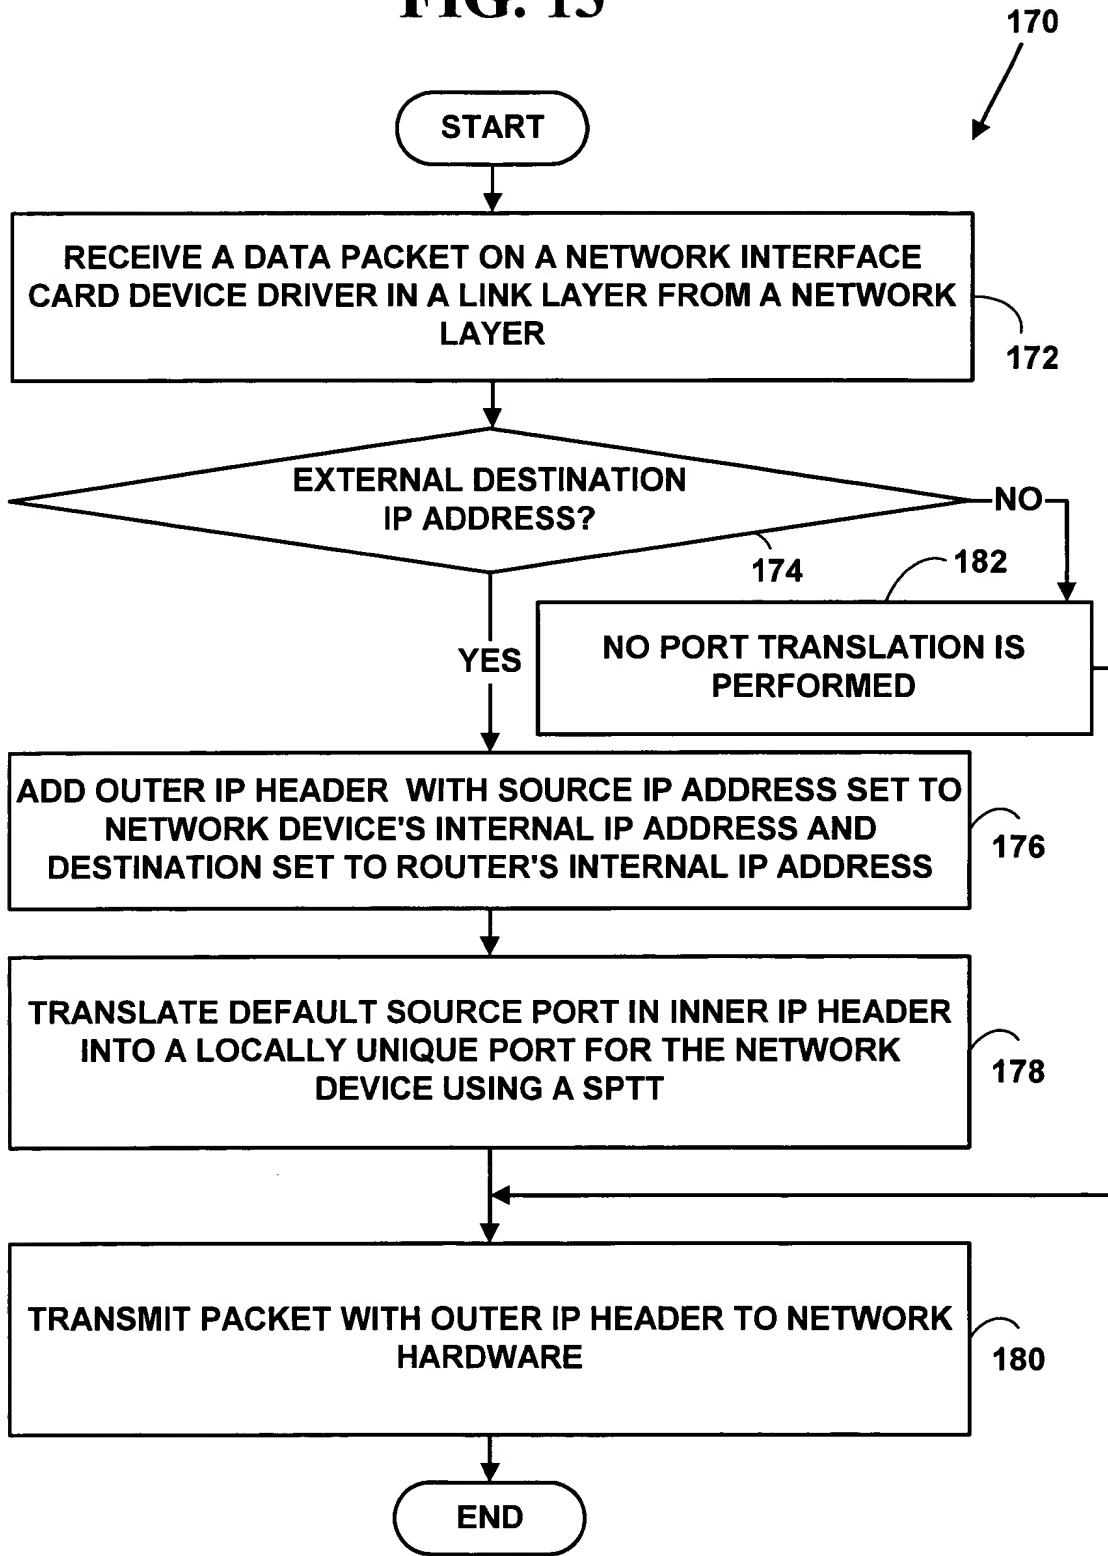 FIG. 13
170
START
RECEIVE A DATA PACKET ON A NETWORK INTERFACE
CARD DEVICE DRIVER IN A LINK LAYER FROM A NETWORK
LAYER
172
EXTERNAL DESTINATION
IP ADDRESS?
NO
174
182
YES
NO PORT TRANSLATION IS
PERFORMED
ADD OUTER IP HEADER WITH SOURCE IP ADDRESS SET TO
NETWORK DEVICE'S INTERNAL IP ADDRESS AND
DESTINATION SET TO ROUTER'S INTERNAL IP ADDRESS
176
TRANSLATE DEFAULT SOURCE PORT IN INNER IP HEADER
INTO A LOCALLY UNIQUE PORT FOR THE NETWORK
DEVICE USING A SPTT
178
TRANSMIT PACKET WITH OUTER IP HEADER TO NETWORK
HARDWARE
180
END